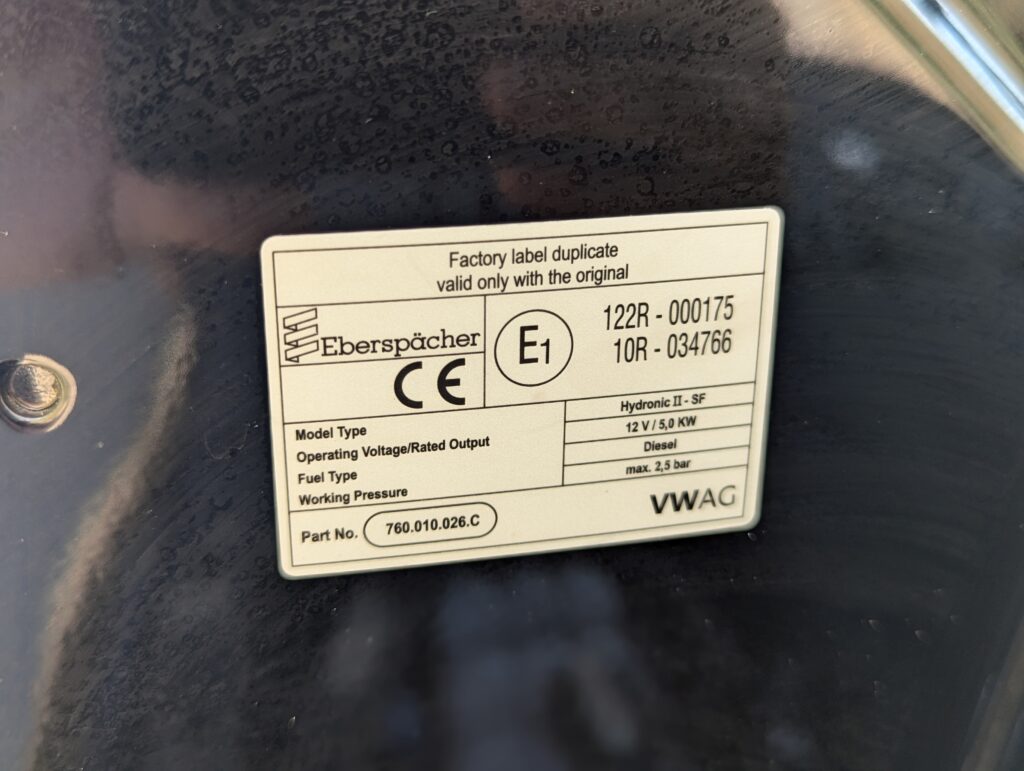 Factory label duplicate
valid only with the original
Eberspächer
CE
E1
122R - 000175
10R - 034766
Model Type
Hydronic II - SF
Operating Voltage/Rated Output
12 V / 5,0 KW
Fuel Type
Diesel
Working Pressure
max. 2,5 bar
Part No. 760.010.026.C
VWAG